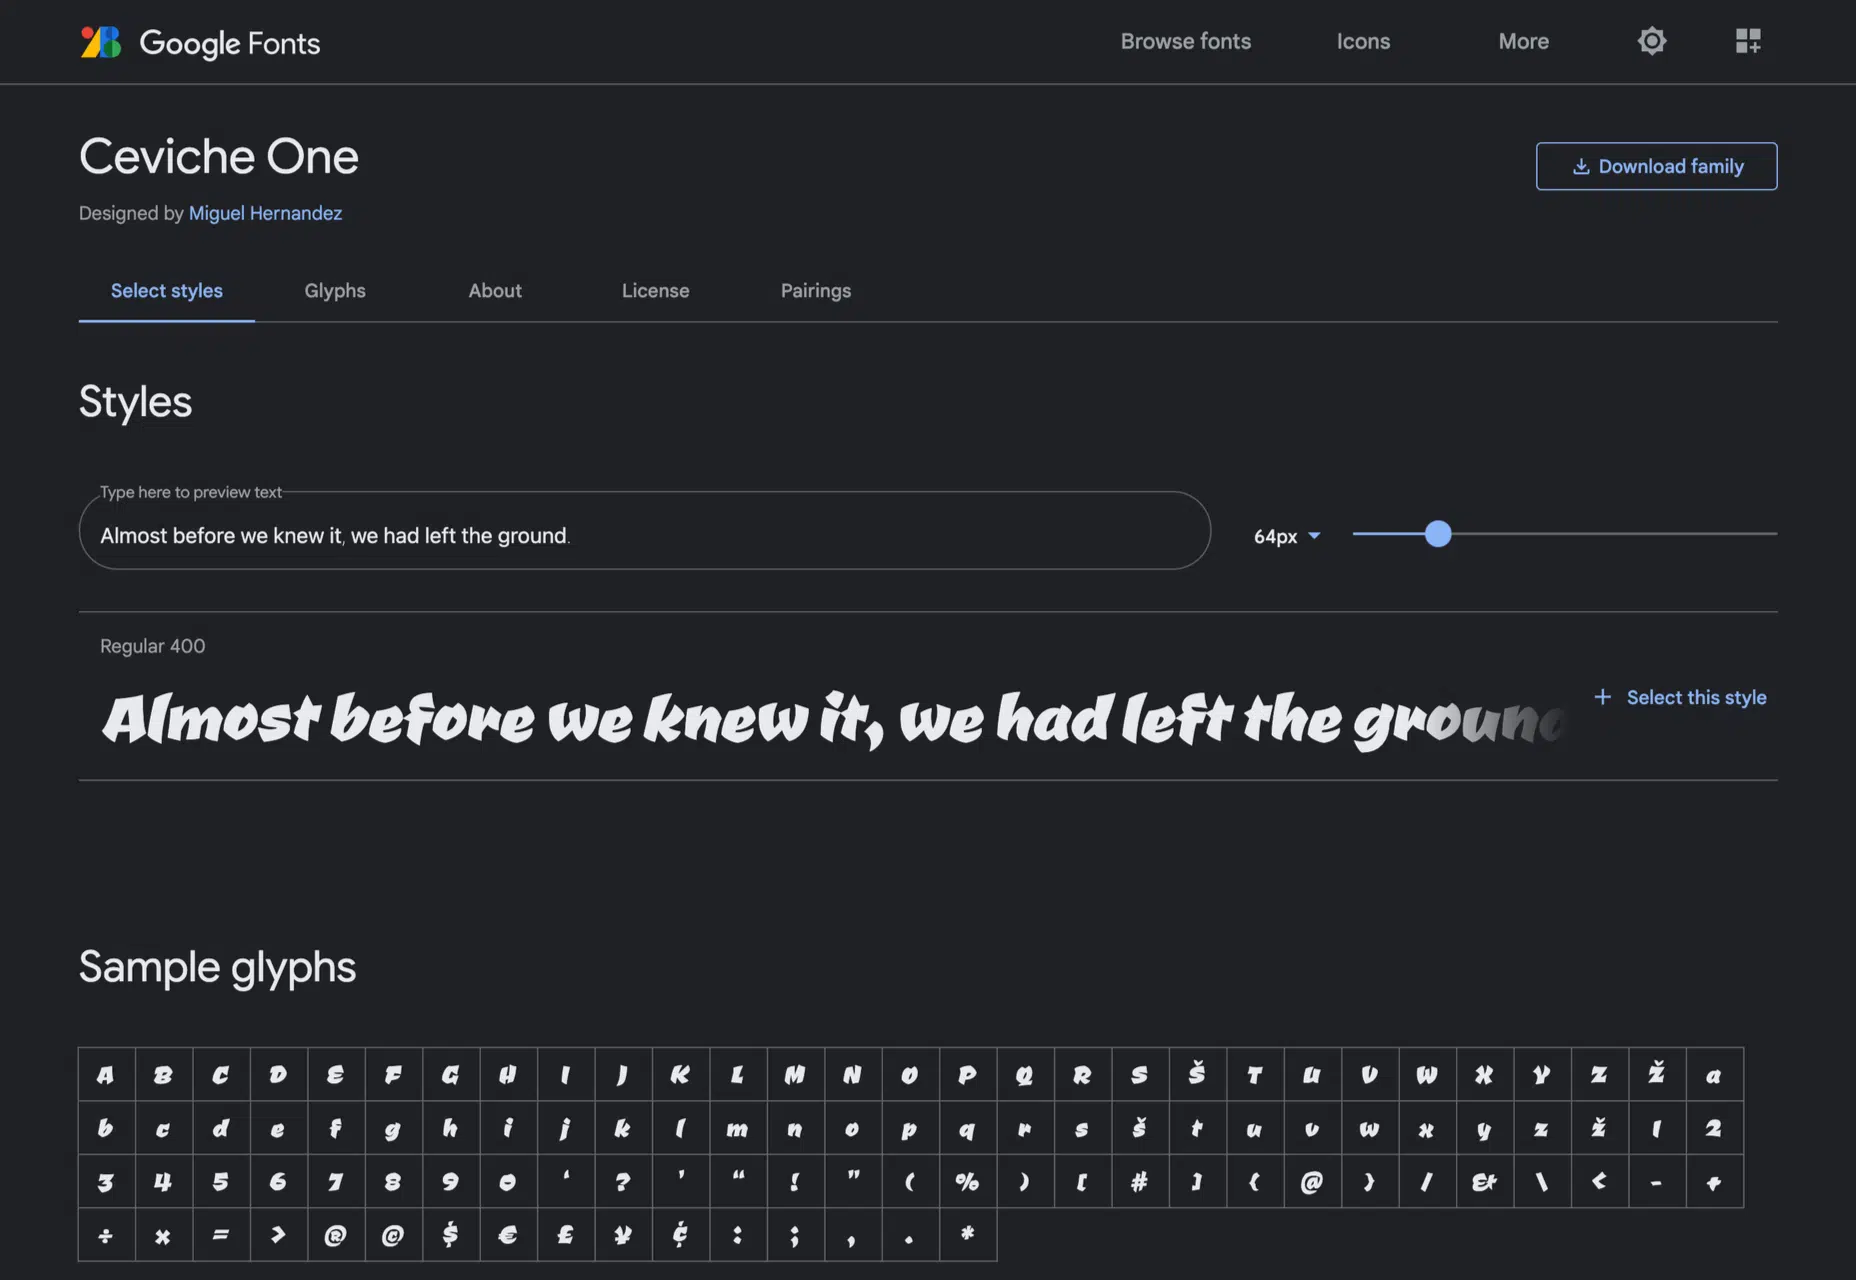 Google Fonts
Browse fonts
Icons
More
Ceviche One
Download family
Designed by Miguel Hernandez
Select styles
Glyphs
About
License
Pairings
Styles
Type here to preview text
Almost before we knew it, we had left the ground.
64px
Regular 400
Almost before we knew it, we had left the ground
+ Select this style
Sample glyphs
A B C D E F G H I J K L M N O P Q R S Š T U V W X Y Z Ž a
b c d e f g h i j k l m n o p q r s š t u v w x y z ž 1 2
3 4 5 6 7 8 9 0 ‘ ? ’ “ ! ” ( % ) [ # ] { @ } / & \ < - +
÷ × = > ® © $ € £ ¥ ¢ : ; , . *